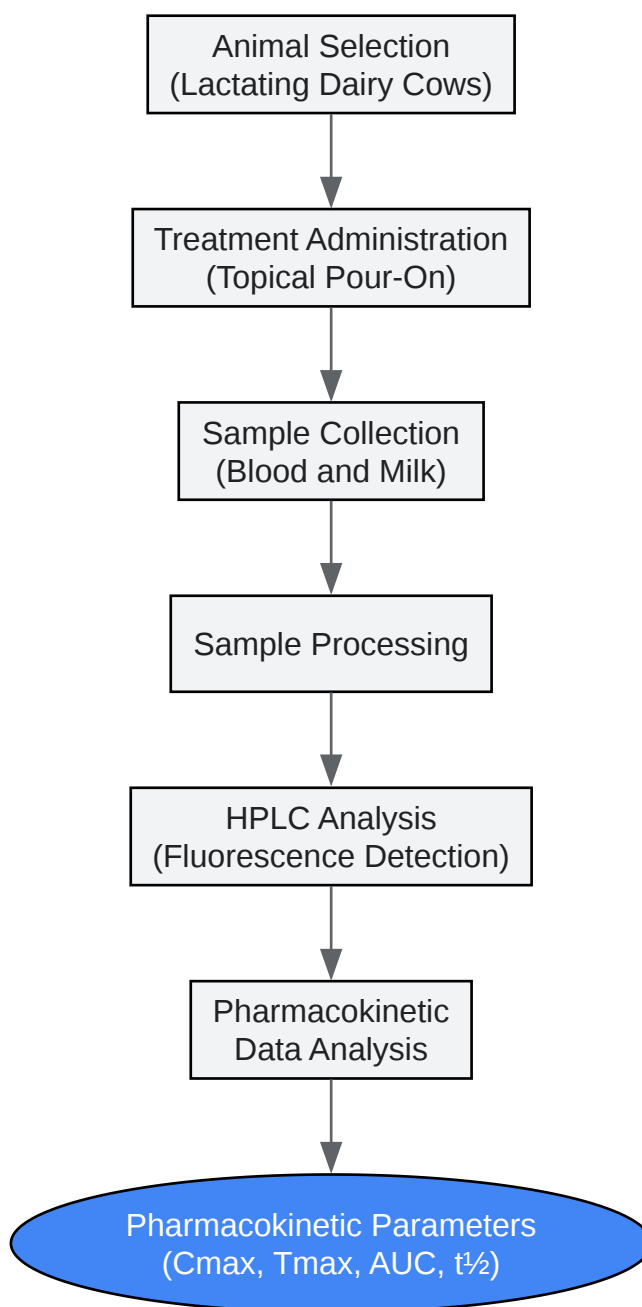 Animal Selection
(Lactating Dairy Cows)
Treatment Administration
(Topical Pour-On)
Sample Collection
(Blood and Milk)
Sample Processing
HPLC Analysis
(Fluorescence Detection)
Pharmacokinetic
Data Analysis
Pharmacokinetic Parameters
(Cmax, Tmax, AUC, t½)